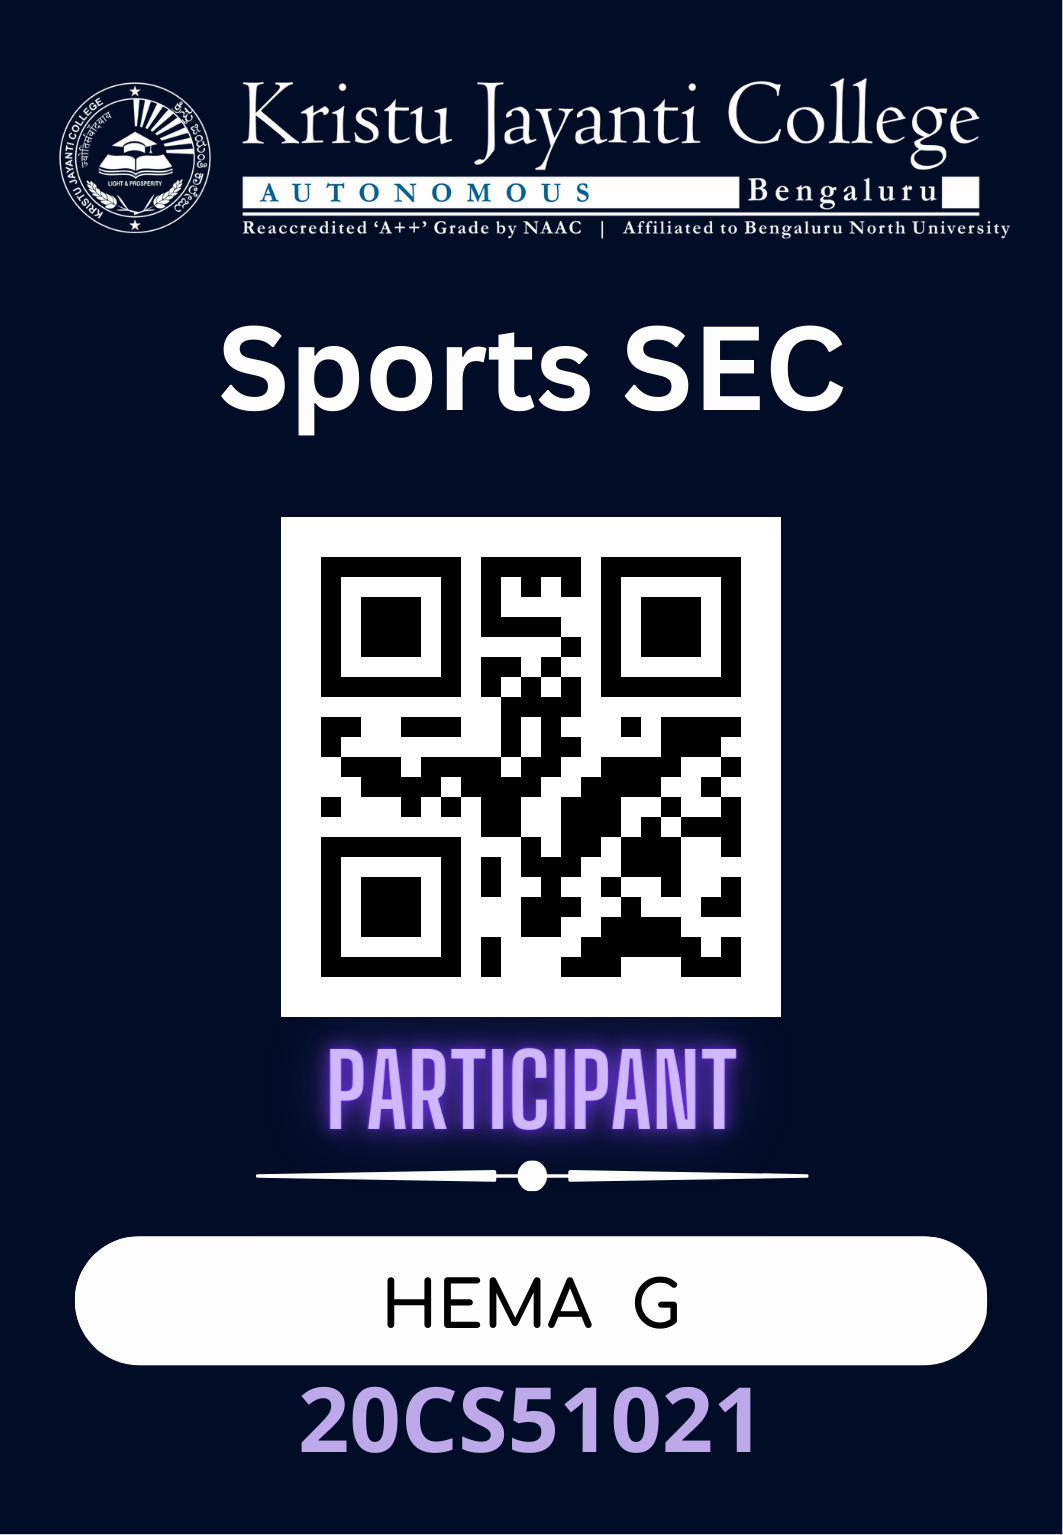 Kristu Jayanti College
AUTONOMOUS Bengaluru
Reaccredited ‘A++’ Grade by NAAC | Affiliated to Bengaluru North University
KRISTU JAYANTI COLLEGE
LIGHT & PROSPERITY
Sports SEC
PARTICIPANT
HEMA G
20CS51021